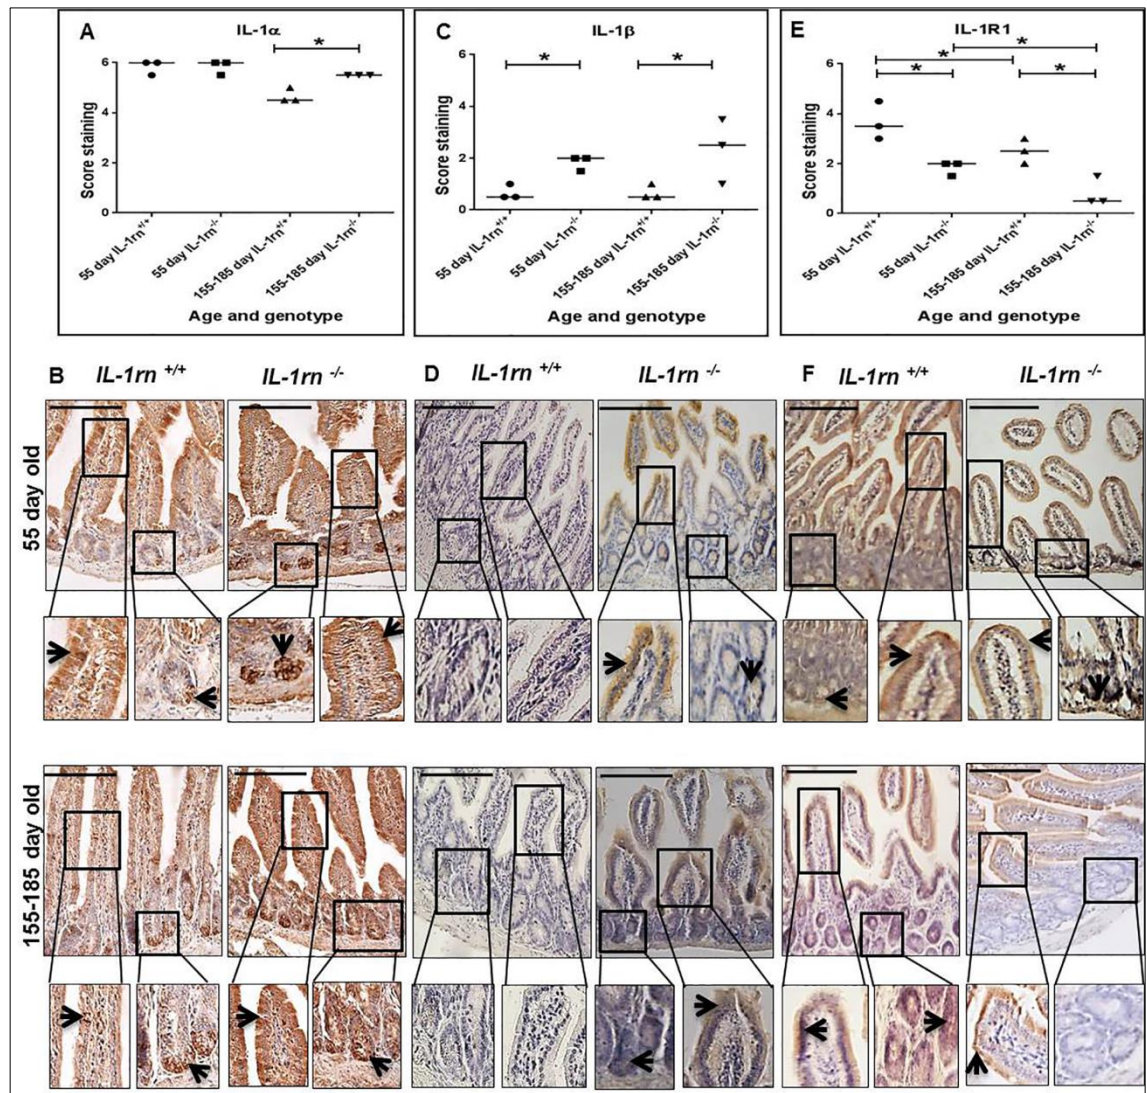 A
IL-1α
*
6
4
2
0
Score staining
55 day IL-1rn+/+
55 day IL-1rn-/-
155-185 day IL-1rn+/+
155-185 day IL-1rn-/-
Age and genotype
C
IL-1β
*
*
6
4
2
0
Score staining
55 day IL-1rn+/+
55 day IL-1rn-/-
155-185 day IL-1rn+/+
155-185 day IL-1rn-/-
Age and genotype
E
IL-1R1
*
*
*
*
6
4
2
0
Score staining
55 day IL-1rn+/+
55 day IL-1rn-/-
155-185 day IL-1rn+/+
155-185 day IL-1rn-/-
Age and genotype
B IL-1rn +/+ IL-1rn -/- D IL-1rn +/+ IL-1rn -/- F IL-1rn +/+ IL-1rn -/-
55 day old
155-185 day old